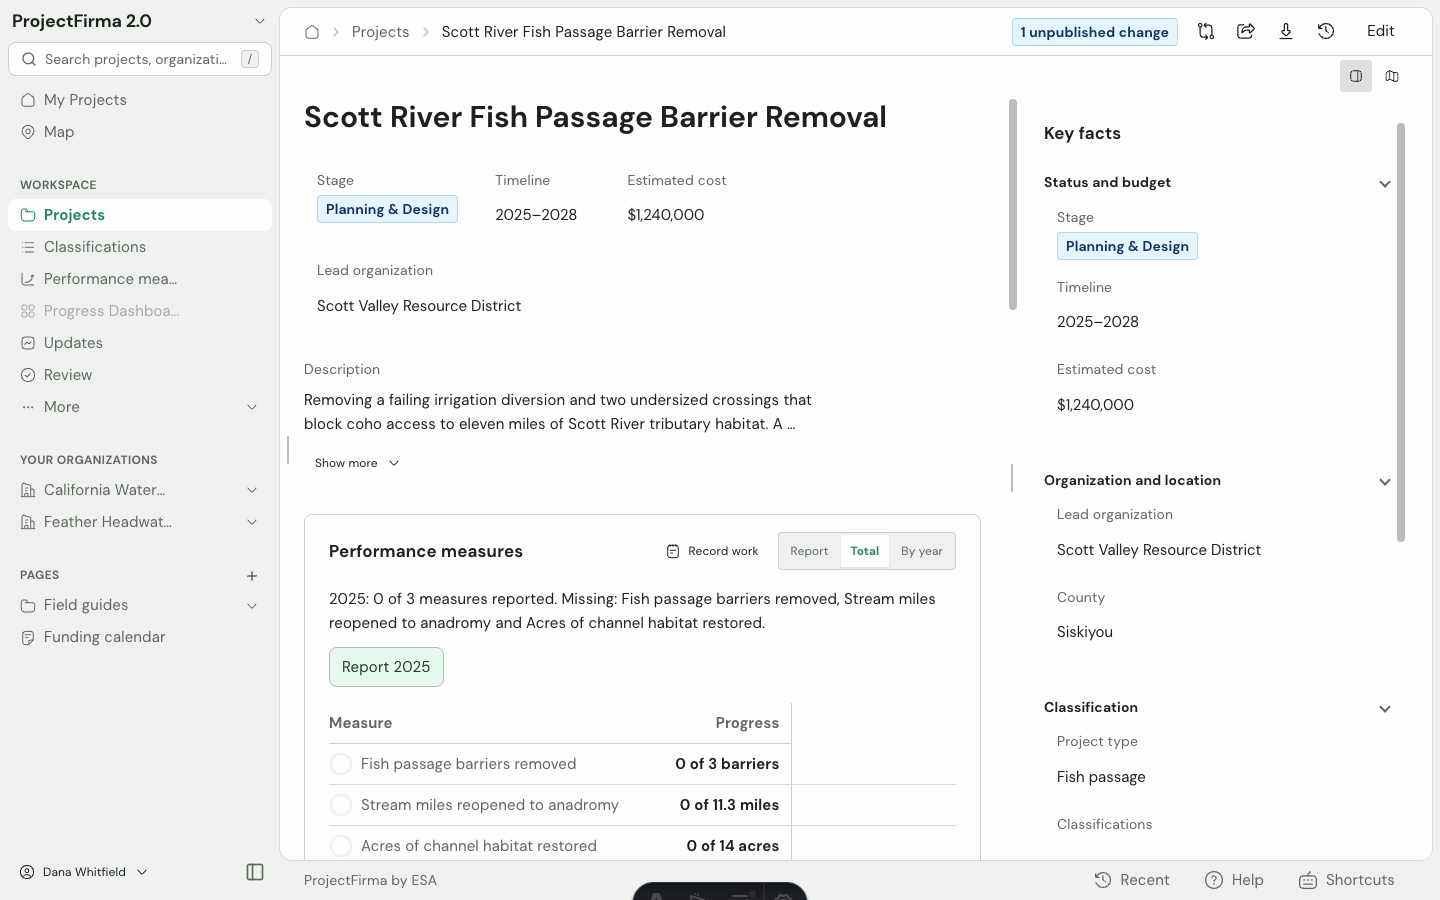 ProjectFirma 2.0
Search projects, organizati... /
My Projects
Map
WORKSPACE
Projects
Classifications
Performance mea...
Progress Dashboa...
Updates
Review
More
YOUR ORGANIZATIONS
California Water...
Feather Headwat...
PAGES
Field guides
Funding calendar
Dana Whitfield
Projects
Scott River Fish Passage Barrier Removal
1 unpublished change
Edit
Scott River Fish Passage Barrier Removal
Stage
Planning & Design
Timeline
2025–2028
Estimated cost
$1,240,000
Lead organization
Scott Valley Resource District
Description
Removing a failing irrigation diversion and two undersized crossings that
block coho access to eleven miles of Scott River tributary habitat. A ...
Show more
Performance measures
Record work
Report
Total
By year
2025: 0 of 3 measures reported. Missing: Fish passage barriers removed, Stream miles
reopened to anadromy and Acres of channel habitat restored.
Report 2025
Measure Progress
Fish passage barriers removed 0 of 3 barriers
Stream miles reopened to anadromy 0 of 11.3 miles
Acres of channel habitat restored 0 of 14 acres
Key facts
Status and budget
Stage
Planning & Design
Timeline
2025–2028
Estimated cost
$1,240,000
Organization and location
Lead organization
Scott Valley Resource District
County
Siskiyou
Classification
Project type
Fish passage
Classifications
ProjectFirma by ESA
Recent
Help
Shortcuts